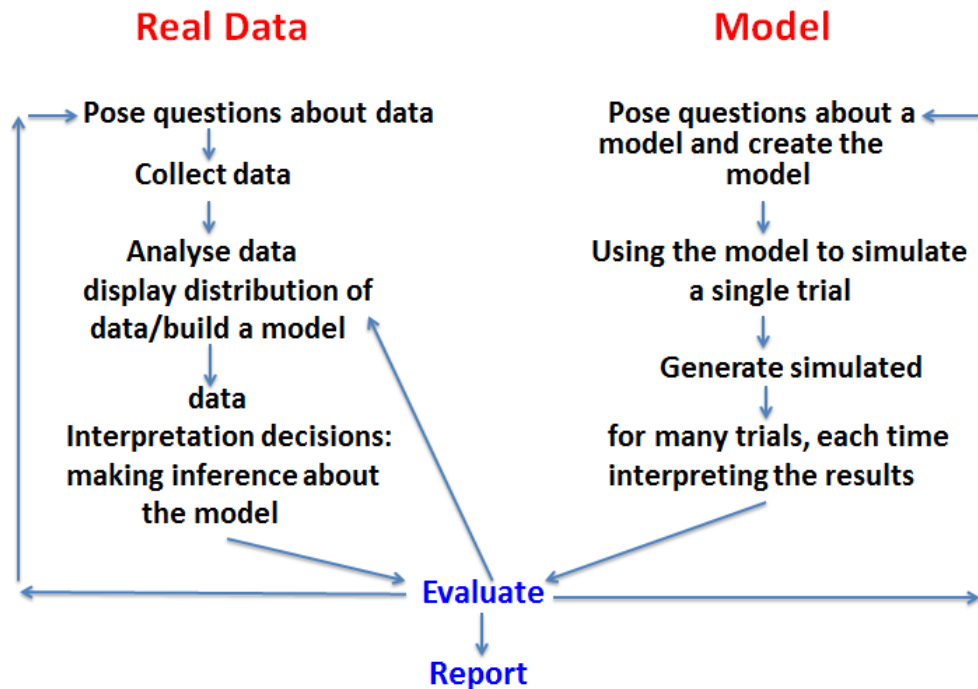 Real Data
Pose questions about data
Collect data
Analyse data
display distribution of
data/build a model
data
Interpretation decisions:
making inference about
the model
Model
Pose questions about a
model and create the
model
Using the model to simulate
a single trial
Generate simulated
for many trials, each time
interpreting the results
Evaluate
Report